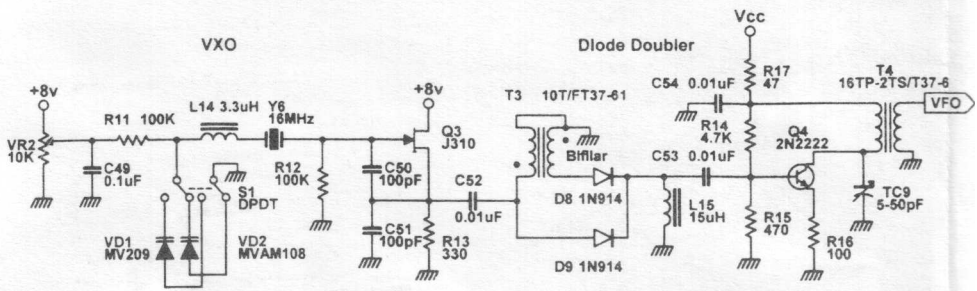 VXO
Diode Doubler
Vcc
+8v
R11 100K
L14 3.3uH
Y6
16MHz
+8v
VR2
10K
C49
0.1uF
S1
DPDT
VD1
MV209
VD2
MVAM108
R12
100K
Q3
J310
C50
100pF
C51
100pF
R13
330
C52
0.01uF
T3
10T/FT37-61
Bifilar
D8 1N914
D9 1N914
L15
15uH
C53
0.01uF
C54
0.01uF
R17
47
R14
4.7K
R15
470
Q4
2N2222
R16
100
T4
16TP-2TS/T37-6
TC9
5-50pF
VFO